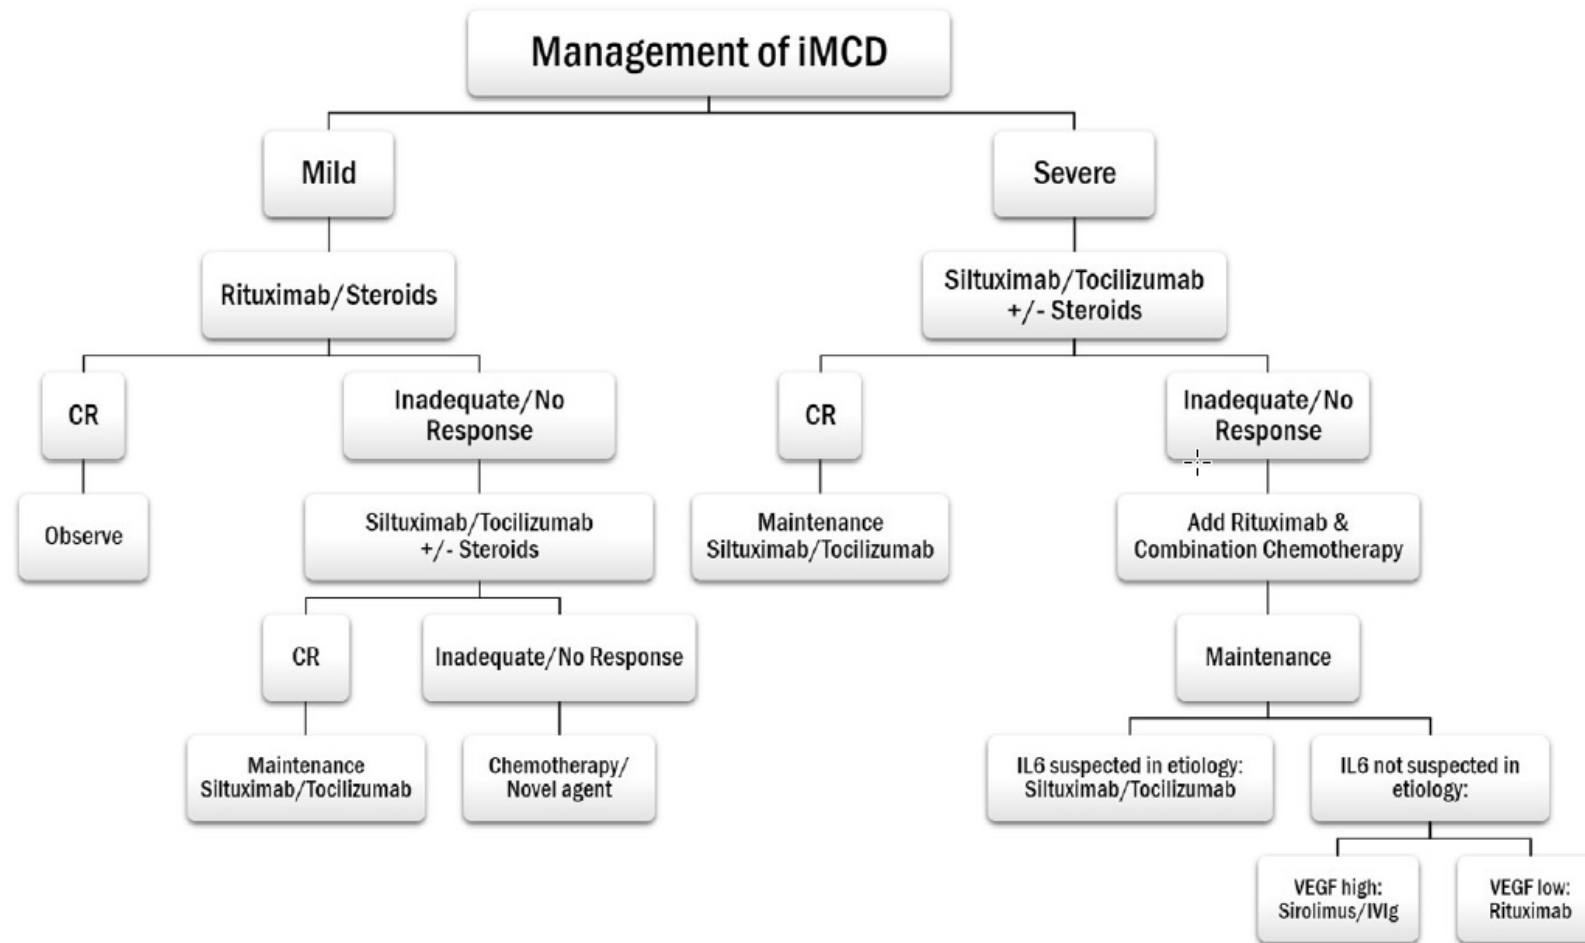 Management of iMCD
Mild
Severe
Rituximab/Steroids
Siltuximab/Tocilizumab
+/- Steroids
CR
Inadequate/No
Response
CR
Inadequate/No
Response
Observe
Siltuximab/Tocilizumab
+/- Steroids
Maintenance
Siltuximab/Tocilizumab
Add Rituximab &
Combination Chemotherapy
CR
Inadequate/No Response
Maintenance
Maintenance
Siltuximab/Tocilizumab
Chemotherapy/
Novel agent
IL6 suspected in etiology:
Siltuximab/Tocilizumab
IL6 not suspected in
etiology:
VEGF high:
Sirolimus/IVIg
VEGF low:
Rituximab